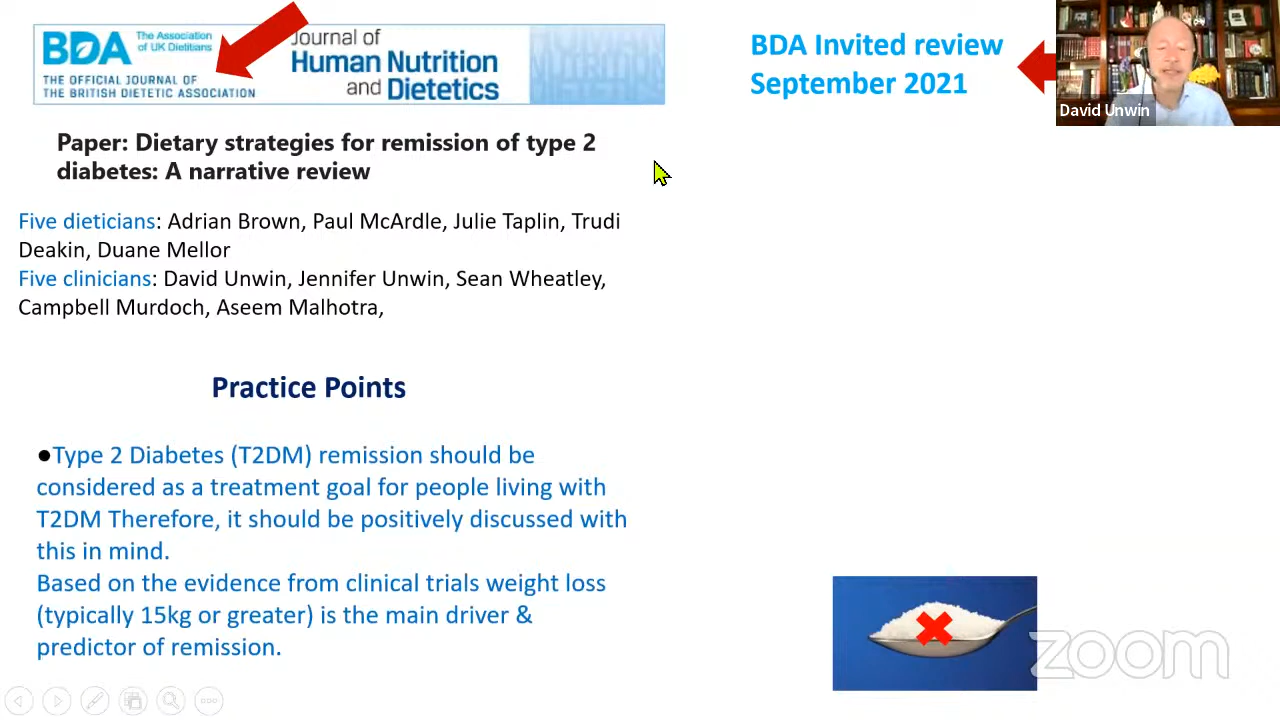 BDA The Association
of UK Dietitians
THE OFFICIAL JOURNAL OF
THE BRITISH DIETETIC ASSOCIATION
Journal of
Human Nutrition
and Dietetics
BDA Invited review
September 2021
David Unwin
Paper: Dietary strategies for remission of type 2
diabetes: A narrative review
Five dieticians: Adrian Brown, Paul McArdle, Julie Taplin, Trudi
Deakin, Duane Mellor
Five clinicians: David Unwin, Jennifer Unwin, Sean Wheatley,
Campbell Murdoch, Aseem Malhotra,
Practice Points
●Type 2 Diabetes (T2DM) remission should be
considered as a treatment goal for people living with
T2DM Therefore, it should be positively discussed with
this in mind.
Based on the evidence from clinical trials weight loss
(typically 15kg or greater) is the main driver &
predictor of remission.
zoom